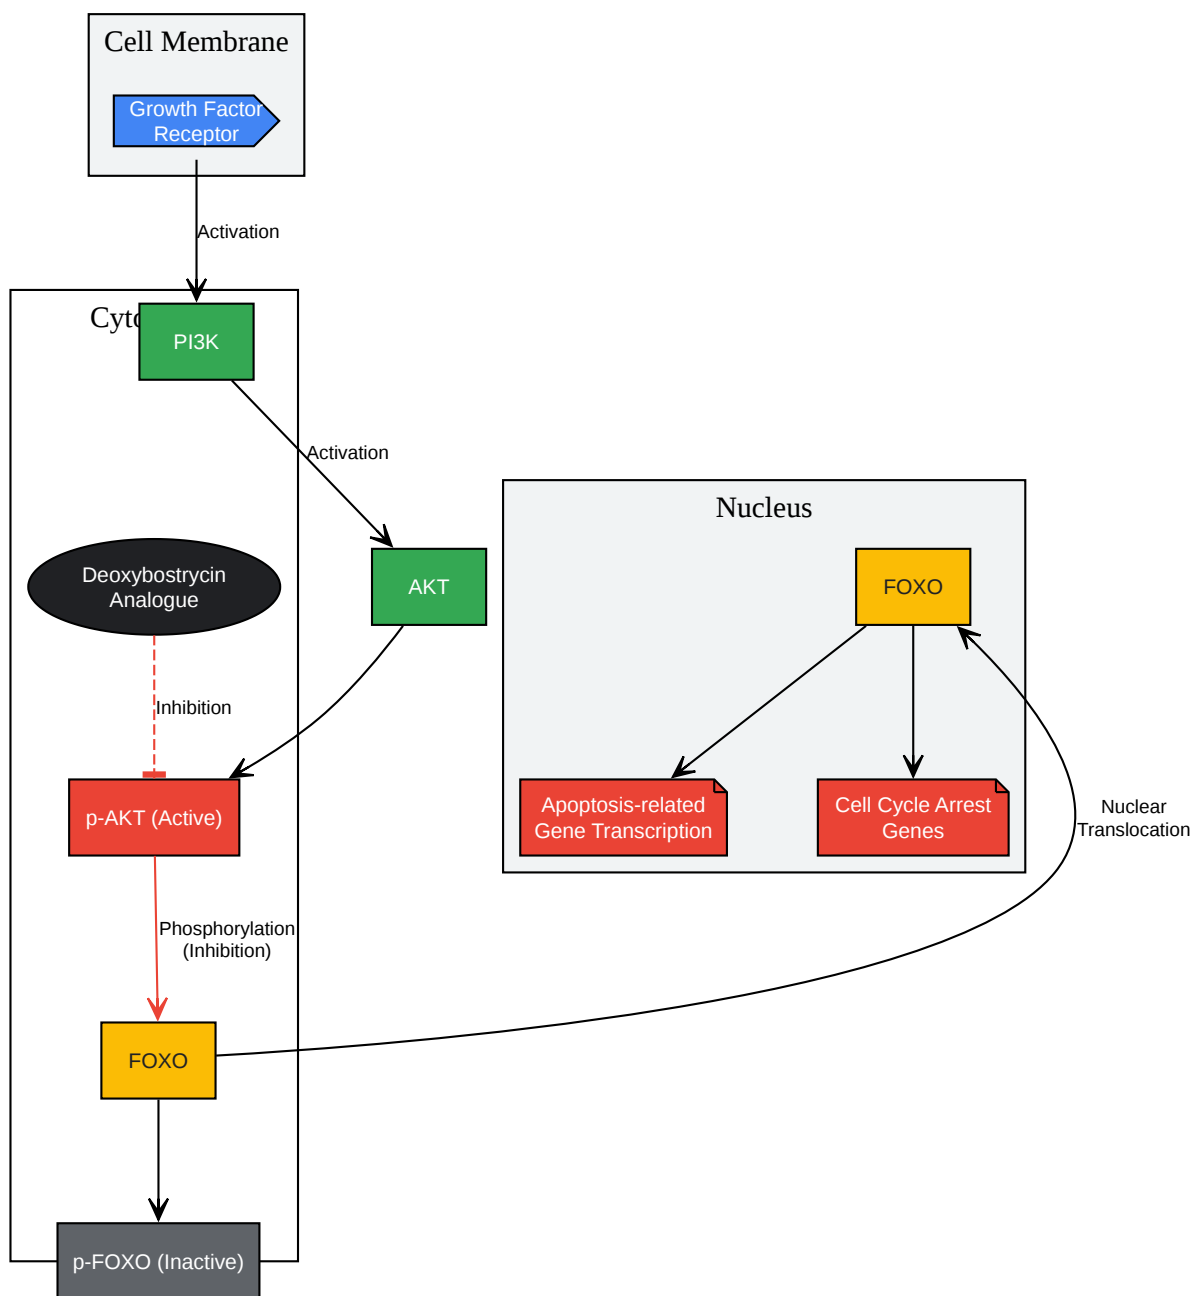 Cell Membrane
Growth Factor
Receptor
Activation
Cyto
PI3K
Activation
Nucleus
Deoxybostrycin
Analogue
AKT
FOXO
Inhibition
p-AKT (Active)
Apoptosis-related
Gene Transcription
Cell Cycle Arrest
Genes
Nuclear
Translocation
Phosphorylation
(Inhibition)
FOXO
p-FOXO (Inactive)